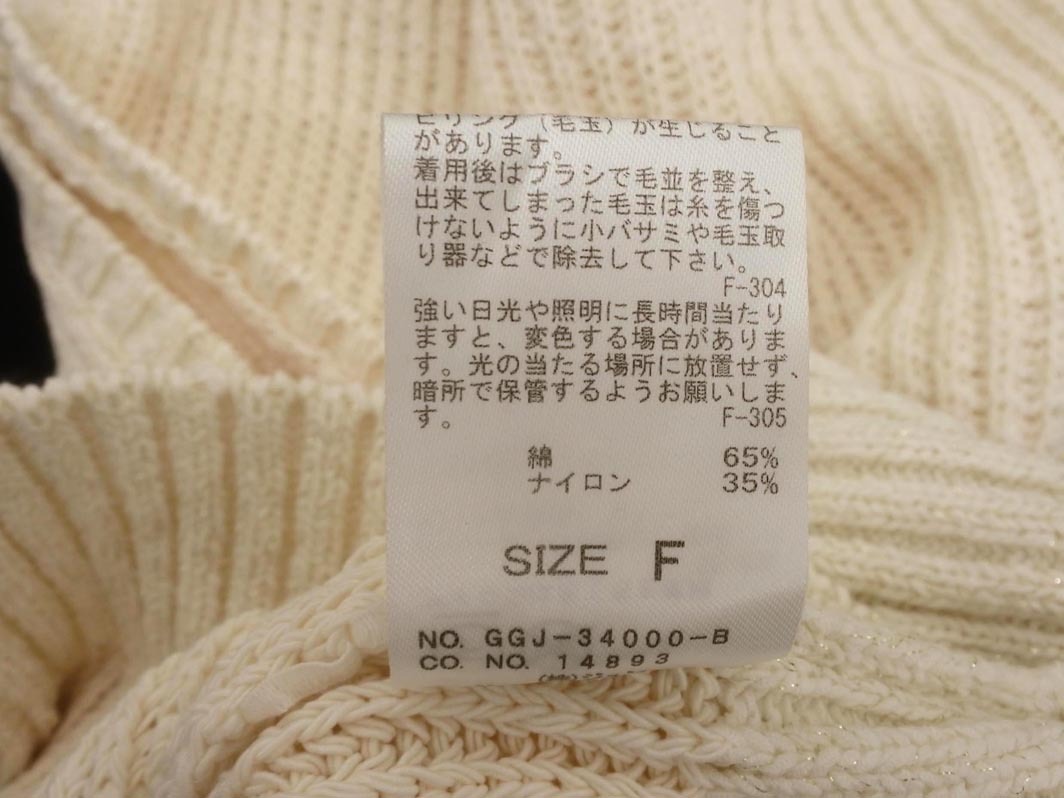 ピリング（毛玉）が生じること
があります。
着用後はブラシで毛並を整え、
出来てしまった毛玉は糸を傷つ
けないように小バサミや毛玉取
り器などで除去して下さい。
F-304
強い日光や照明に長時間当たり
ますと、変色する場合がありま
す。光の当たる場所に放置せず、
暗所で保管するようお願いしま
す。 F-305
綿 65%
ナイロン 35%
SIZE F
NO. GGJ-34000-B
CO. NO. 14893